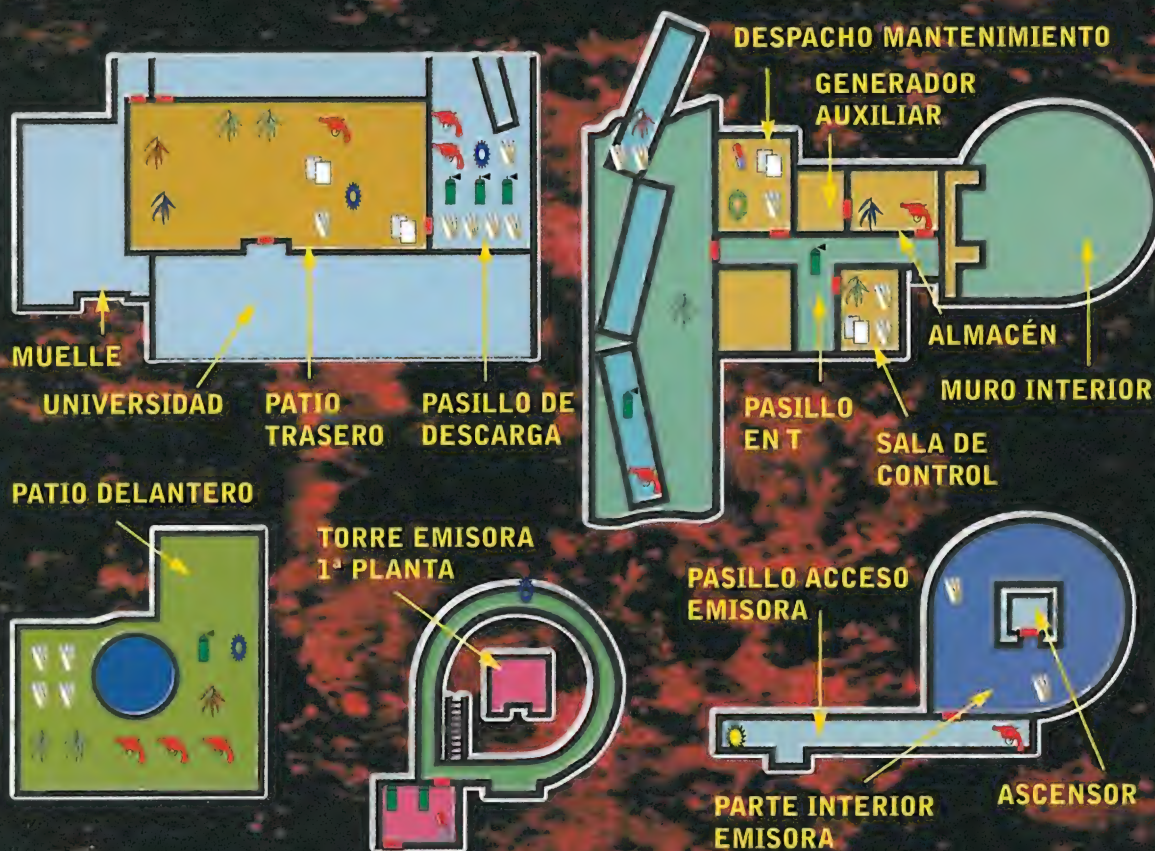 DESPACHO MANTENIMIENTO
GENERADOR
AUXILIAR
MUELLE
UNIVERSIDAD
PATIO
TRASERO
PASILLO DE
DESCARGA
PASILLO
EN T
SALA DE
CONTROL
ALMACÉN
MURO INTERIOR
PATIO DELANTERO
TORRE EMISORA
1ª PLANTA
PASILLO ACCESO
EMISORA
PARTE INTERIOR
EMISORA
ASCENSOR